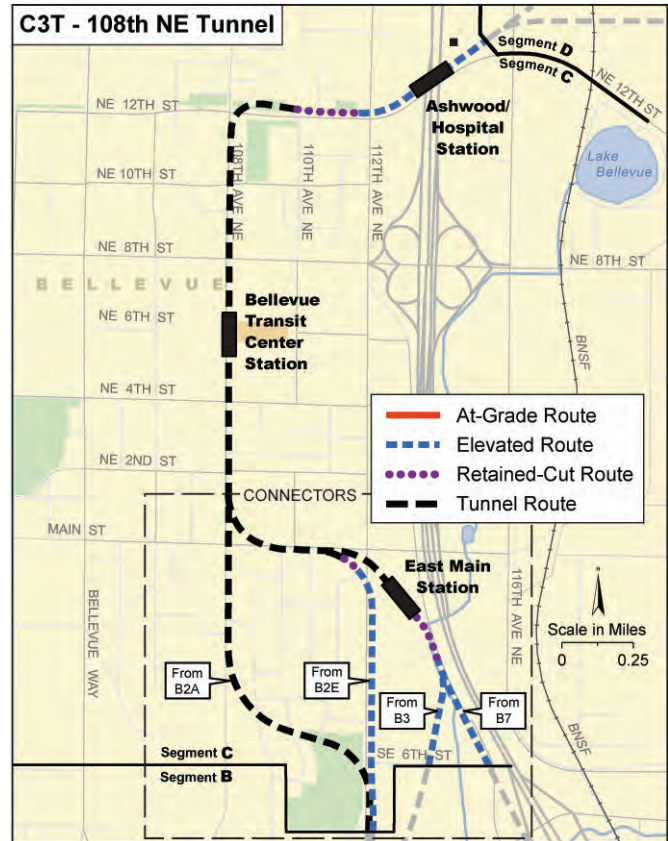 C3T - 108th NE Tunnel
Segment D
Segment C
NE 12TH ST
NE 12TH ST
Ashwood/
Hospital
Station
108TH AVE NE
110TH AVE NE
112TH AVE NE
Lake
Bellevue
NE 10TH ST
NE 8TH ST
NE 8TH ST
BELLEVUE
Bellevue
Transit
Center
Station
NE 6TH ST
BNSF
NE 4TH ST
At-Grade Route
Elevated Route
Retained-Cut Route
Tunnel Route
NE 2ND ST
CONNECTORS
MAIN ST
East Main
Station
116TH AVE NE
Scale in Miles
0 0.25
BELLEVUE
WAY
From
B2A
From
B2E
From
B3
From
B7
BNSF
SE 6TH ST
Segment C
Segment B